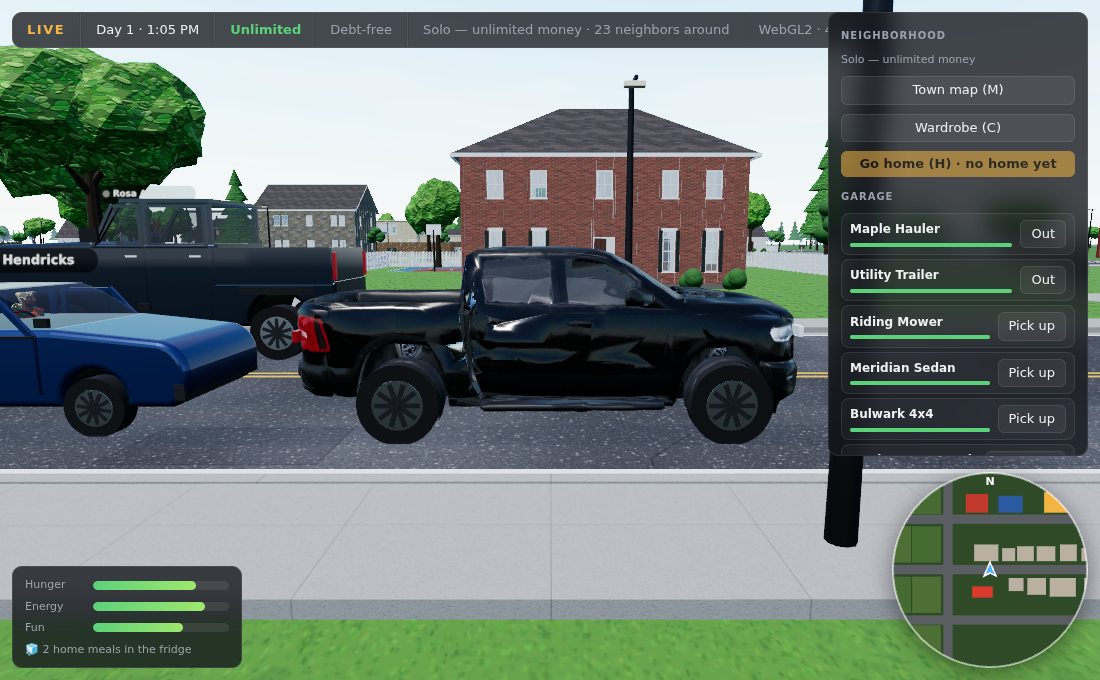 LIVE
Day 1 · 1:05 PM
Unlimited
Debt-free
Solo — unlimited money · 23 neighbors around
WebGL2 ·
NEIGHBORHOOD
Solo — unlimited money
Town map (M)
Wardrobe (C)
Go home (H) · no home yet
GARAGE
Maple Hauler
Out
Utility Trailer
Out
Riding Mower
Pick up
Meridian Sedan
Pick up
Bulwark 4x4
Pick up
Rosa
Hendricks
N
Hunger
Energy
Fun
2 home meals in the fridge